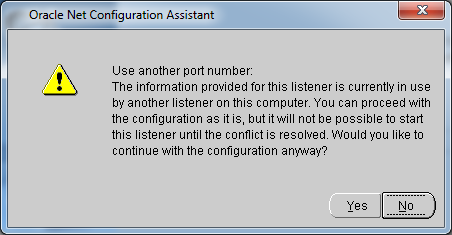 Oracle Net Configuration Assistant
Use another port number:
The information provided for this listener is currently in use
by another listener on this computer. You can proceed with
the configuration as it is, but it will not be possible to start
this listener until the conflict is resolved. Would you like to
continue with the configuration anyway?
Yes No